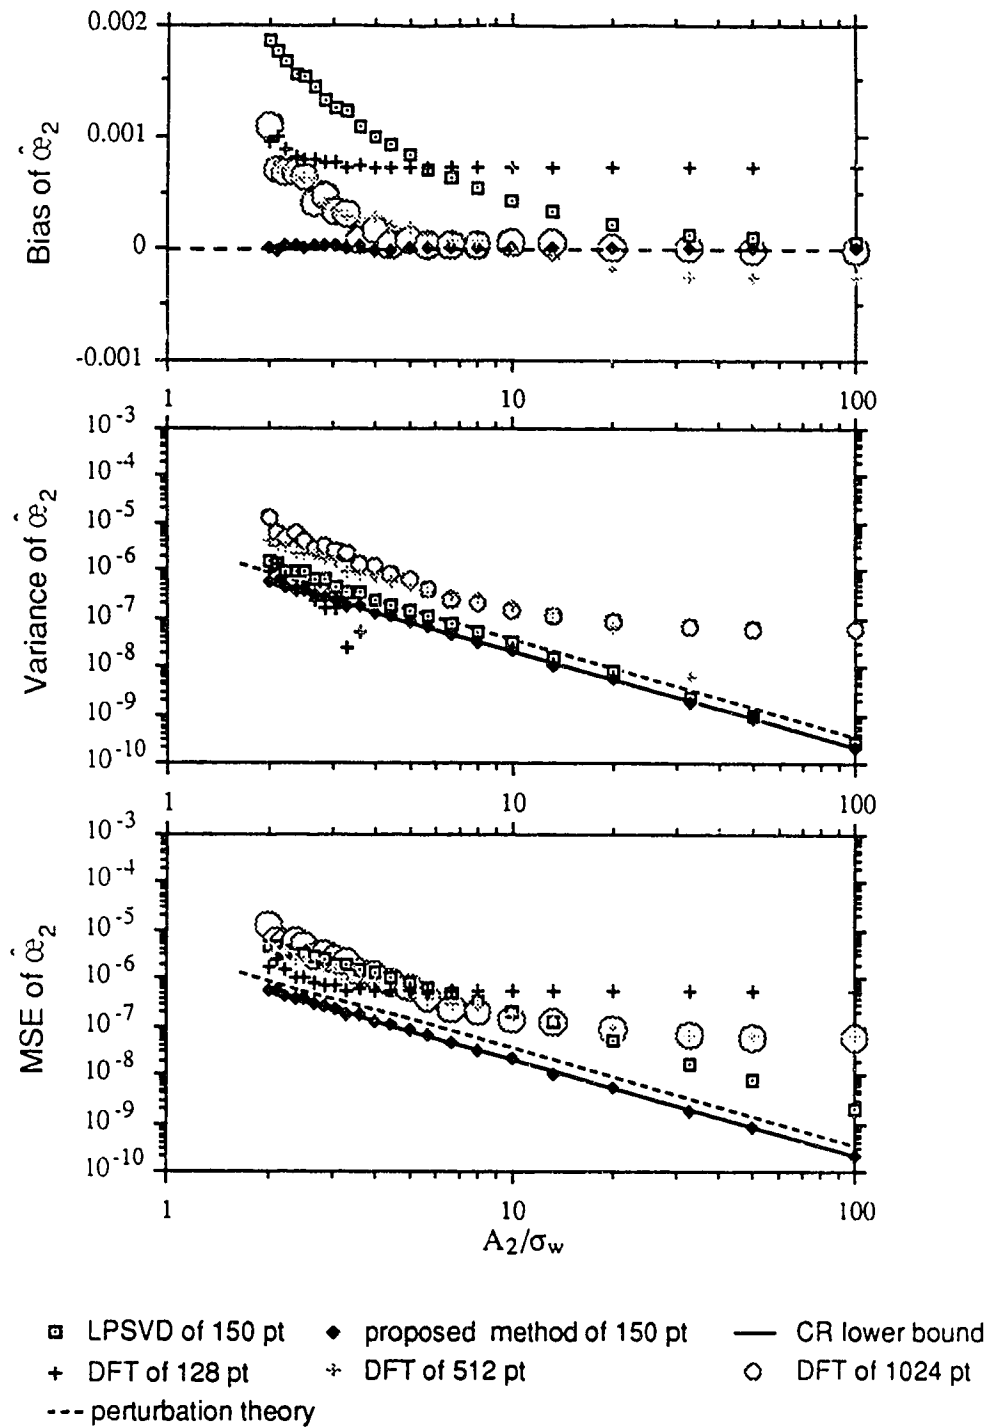 0.002
0.001
0
-0.001
Bias of œ̂₂
1 10 100
10⁻³
10⁻⁴
10⁻⁵
10⁻⁶
10⁻⁷
10⁻⁸
10⁻⁹
10⁻¹⁰
Variance of œ̂₂
1 10 100
10⁻³
10⁻⁴
10⁻⁵
10⁻⁶
10⁻⁷
10⁻⁸
10⁻⁹
10⁻¹⁰
MSE of œ̂₂
1 10 100
A₂/σw
LPSVD of 150 pt proposed method of 150 pt CR lower bound
DFT of 128 pt DFT of 512 pt DFT of 1024 pt
perturbation theory